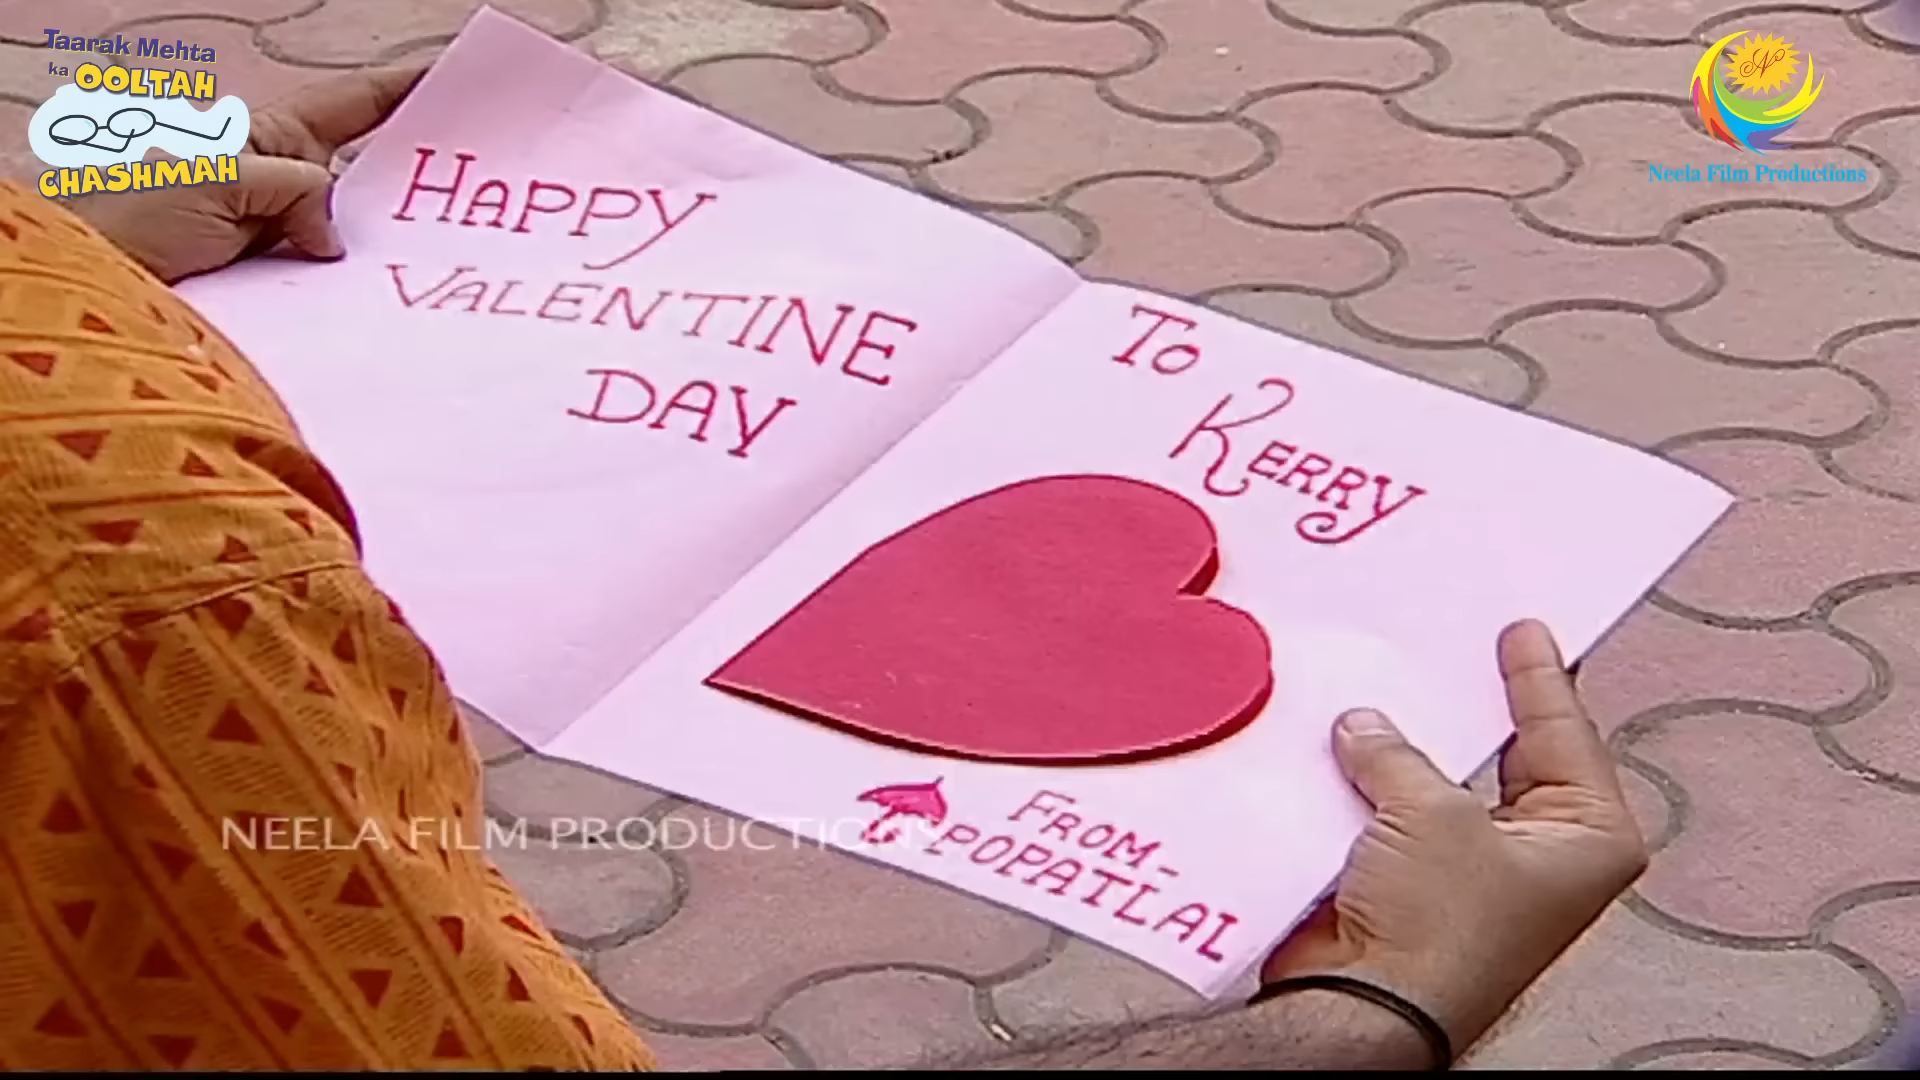 Taarak Mehta
ka OOLTAH
CHASHMAH
Neela Film Productions
HAPPY
VALENTINE
DAY
To
KERRY
FROM-
POPATLAL
NEELA FILM PRODUCTIONS